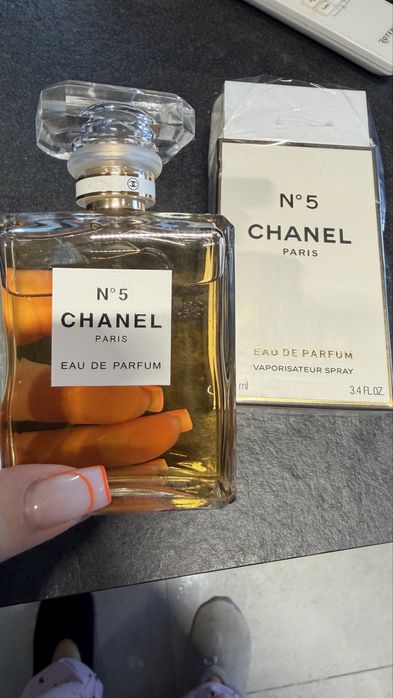 N°5
CHANEL
PARIS
EAU DE PARFUM
N°5
CHANEL
PARIS
EAU DE PARFUM
VAPORISATEUR SPRAY
ml 3.4 FL.OZ.